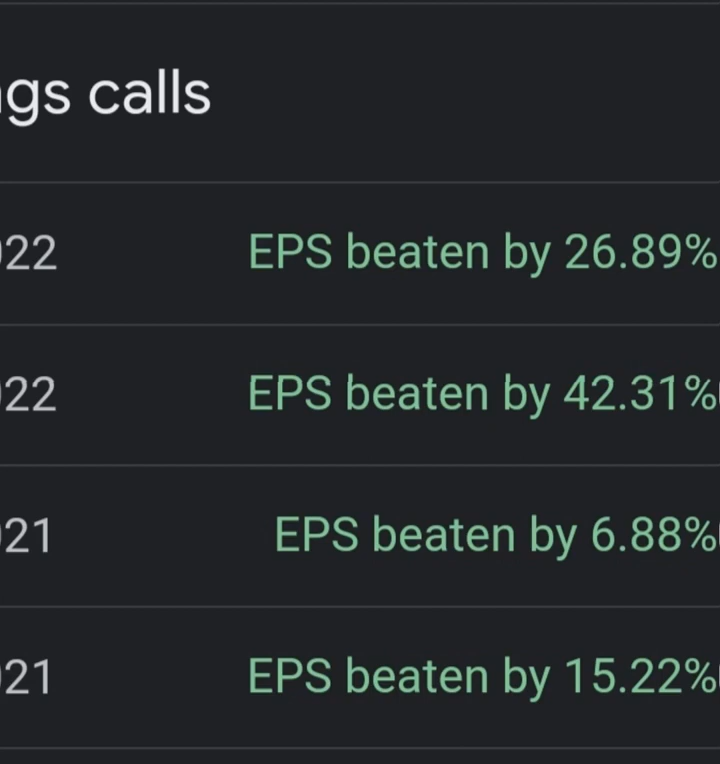 gs calls
22 EPS beaten by 26.89%
22 EPS beaten by 42.31%
21 EPS beaten by 6.88%
21 EPS beaten by 15.22%